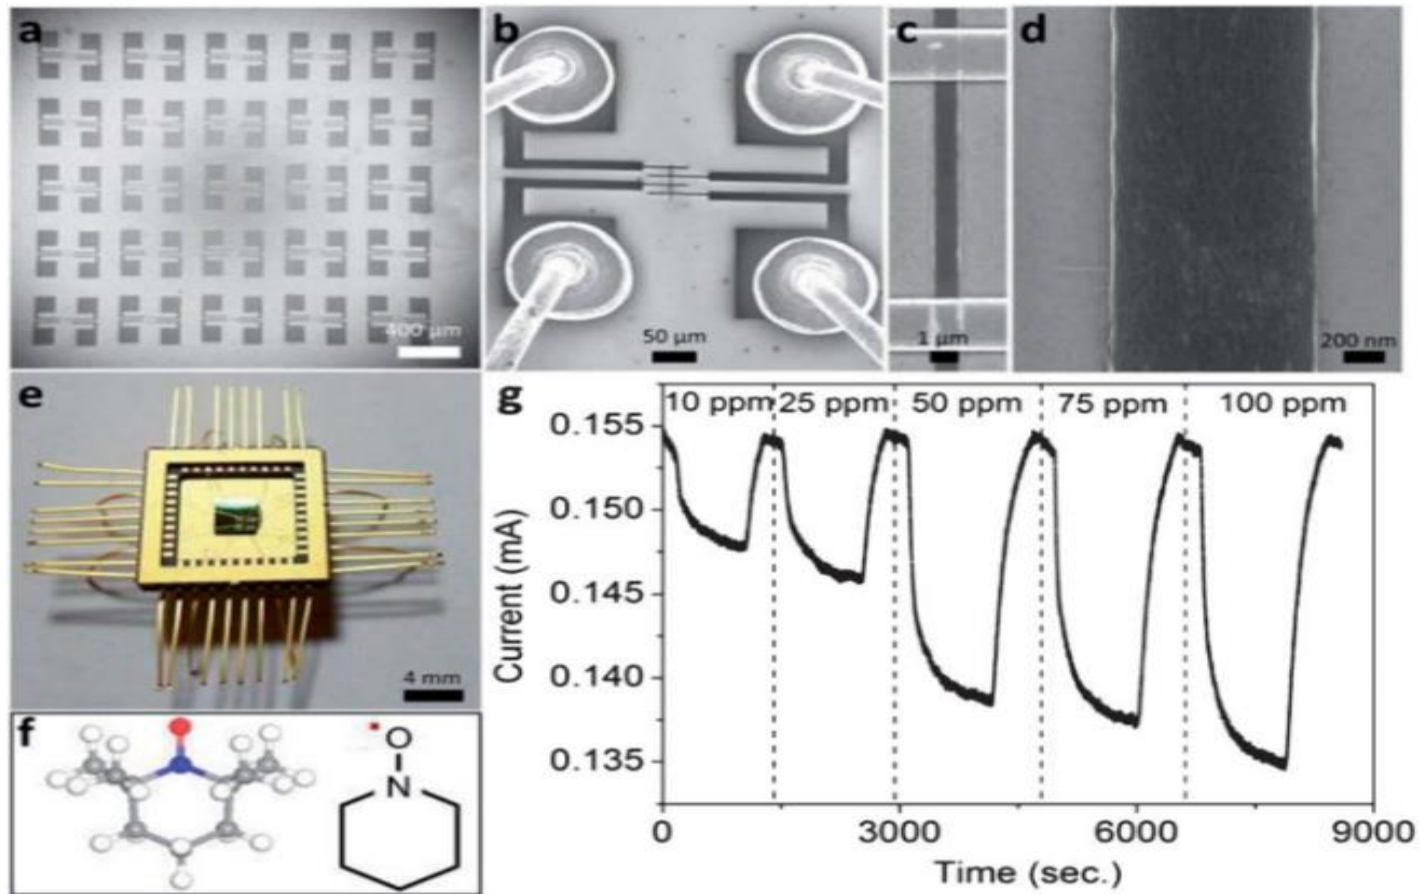 a
400 µm
b
50 µm
c
1 µm
d
200 nm
e
4 mm
f
O
N
g
10 ppm 25 ppm 50 ppm 75 ppm 100 ppm
Current (mA)
0.155
0.150
0.145
0.140
0.135
0 3000 6000 9000
Time (sec.)